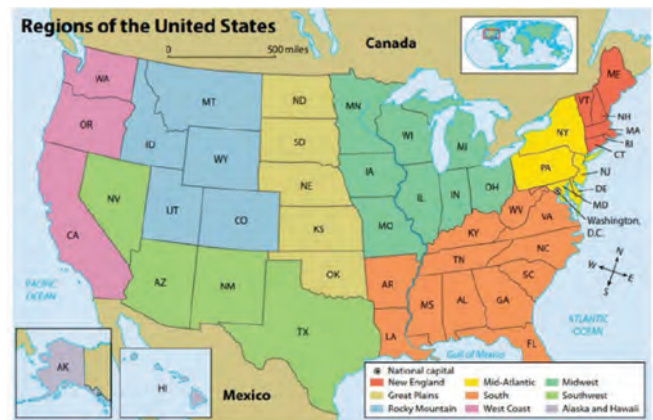 Regions of the United States
0 500 miles
Canada
WA
MT
ND
MN
ME
VT
NH
OR
ID
SD
WI
MI
NY
MA
RI
CT
WY
IA
PA
NJ
NE
NV
UT
CO
IL
IN
OH
DE
MD
Washington,
D.C.
CA
KS
MO
WV
VA
KY
NC
TN
OK
AR
SC
AZ
NM
MS
AL
GA
LA
TX
FL
PACIFIC
OCEAN
ATLANTIC
OCEAN
N
W
E
S
Gulf of Mexico
AK
HI
Mexico
National capital
New England
Mid-Atlantic
Midwest
Great Plains
South
Southwest
Rocky Mountain
West Coast
Alaska and Hawaii